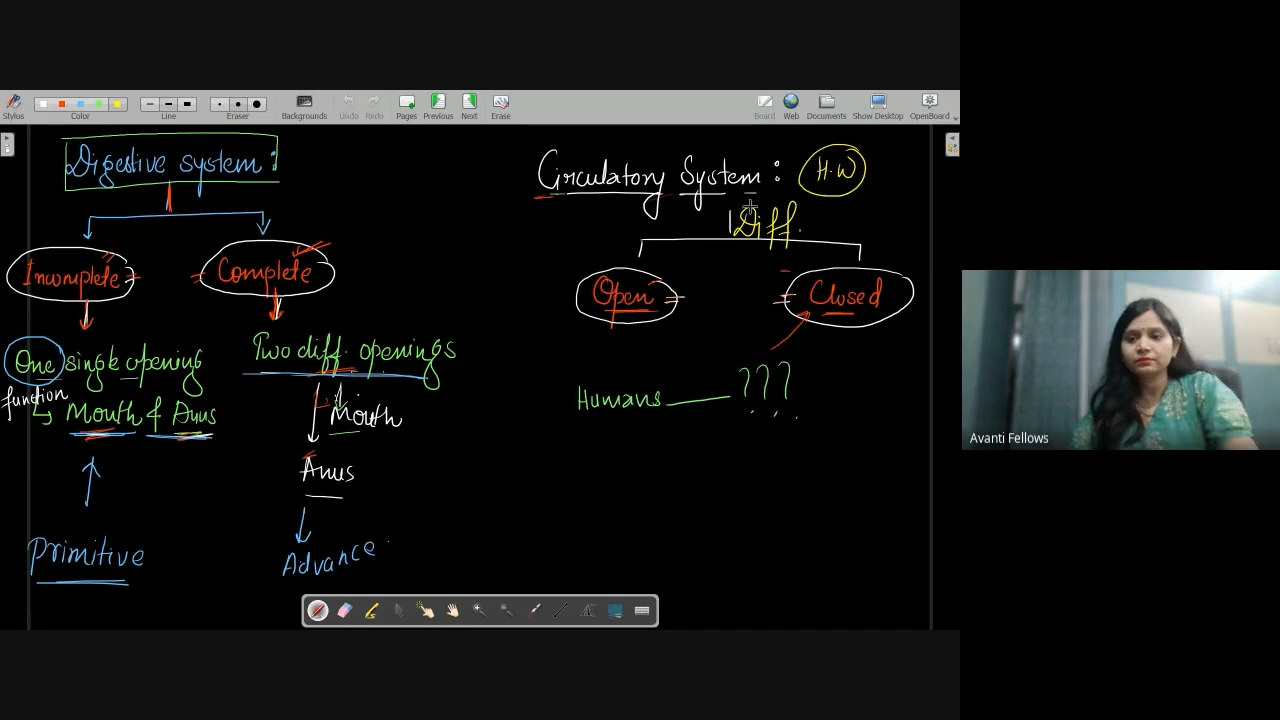 Stylus
Color
Line
Eraser
Backgrounds
Undo
Redo
Pages
Previous
Next
Erase
Board
Web
Documents
Show Desktop
OpenBoard
Digestive system :
Incomplete
Complete
One single opening
function
Mouth & Anus
Primitive
Two diff. openings
Mouth
Anus
Advance
Circulatory System :
H.W
Diff.
Open
Closed
Humans ???
Avanti Fellows